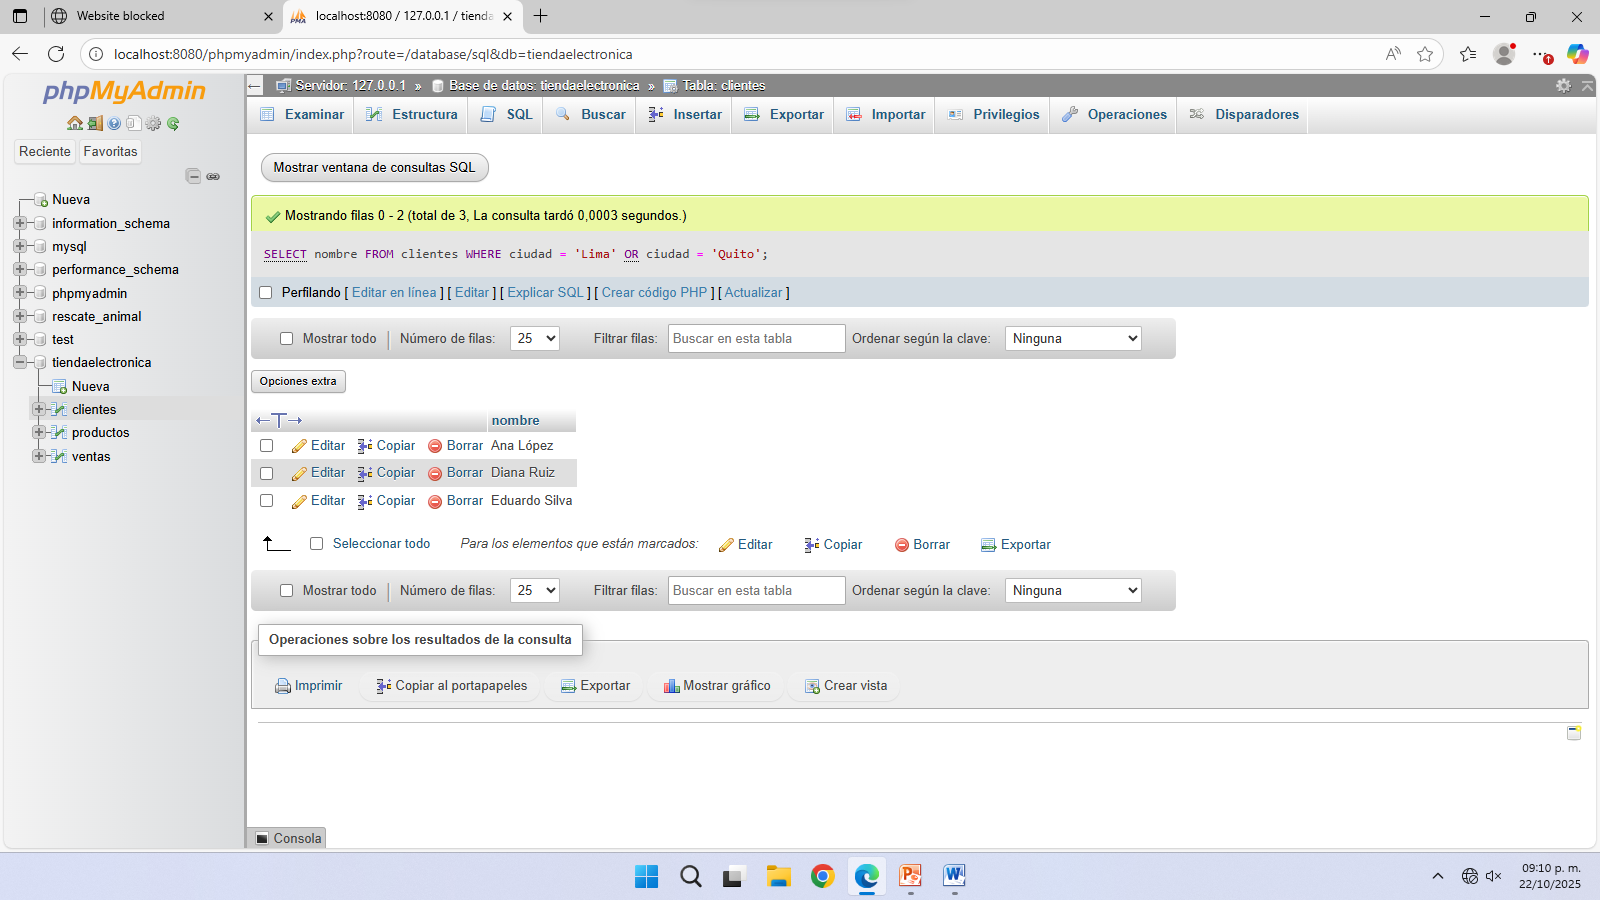 Website blocked
localhost:8080 / 127.0.0.1 / tienda
localhost:8080/phpmyadmin/index.php?route=/database/sql&db=tiendaelectronica
phpMyAdmin
Reciente Favoritas
Nueva
information_schema
mysql
performance_schema
phpmyadmin
rescate_animal
test
tiendaelectronica
Nueva
clientes
productos
ventas
Servidor: 127.0.0.1 » Base de datos: tiendaelectronica » Tabla: clientes
Examinar Estructura SQL Buscar Insertar Exportar Importar Privilegios Operaciones Disparadores
Mostrar ventana de consultas SQL
Mostrando filas 0 - 2 (total de 3, La consulta tardó 0,0003 segundos.)
SELECT nombre FROM clientes WHERE ciudad = 'Lima' OR ciudad = 'Quito';
Perfilando [ Editar en línea ] [ Editar ] [ Explicar SQL ] [ Crear código PHP ] [ Actualizar ]
Mostrar todo Número de filas: 25 Filtrar filas: Buscar en esta tabla Ordenar según la clave: Ninguna
Opciones extra
nombre
Editar Copiar Borrar Ana López
Editar Copiar Borrar Diana Ruiz
Editar Copiar Borrar Eduardo Silva
Seleccionar todo Para los elementos que están marcados: Editar Copiar Borrar Exportar
Mostrar todo Número de filas: 25 Filtrar filas: Buscar en esta tabla Ordenar según la clave: Ninguna
Operaciones sobre los resultados de la consulta
Imprimir Copiar al portapapeles Exportar Mostrar gráfico Crear vista
Consola
09:10 p. m.
22/10/2025